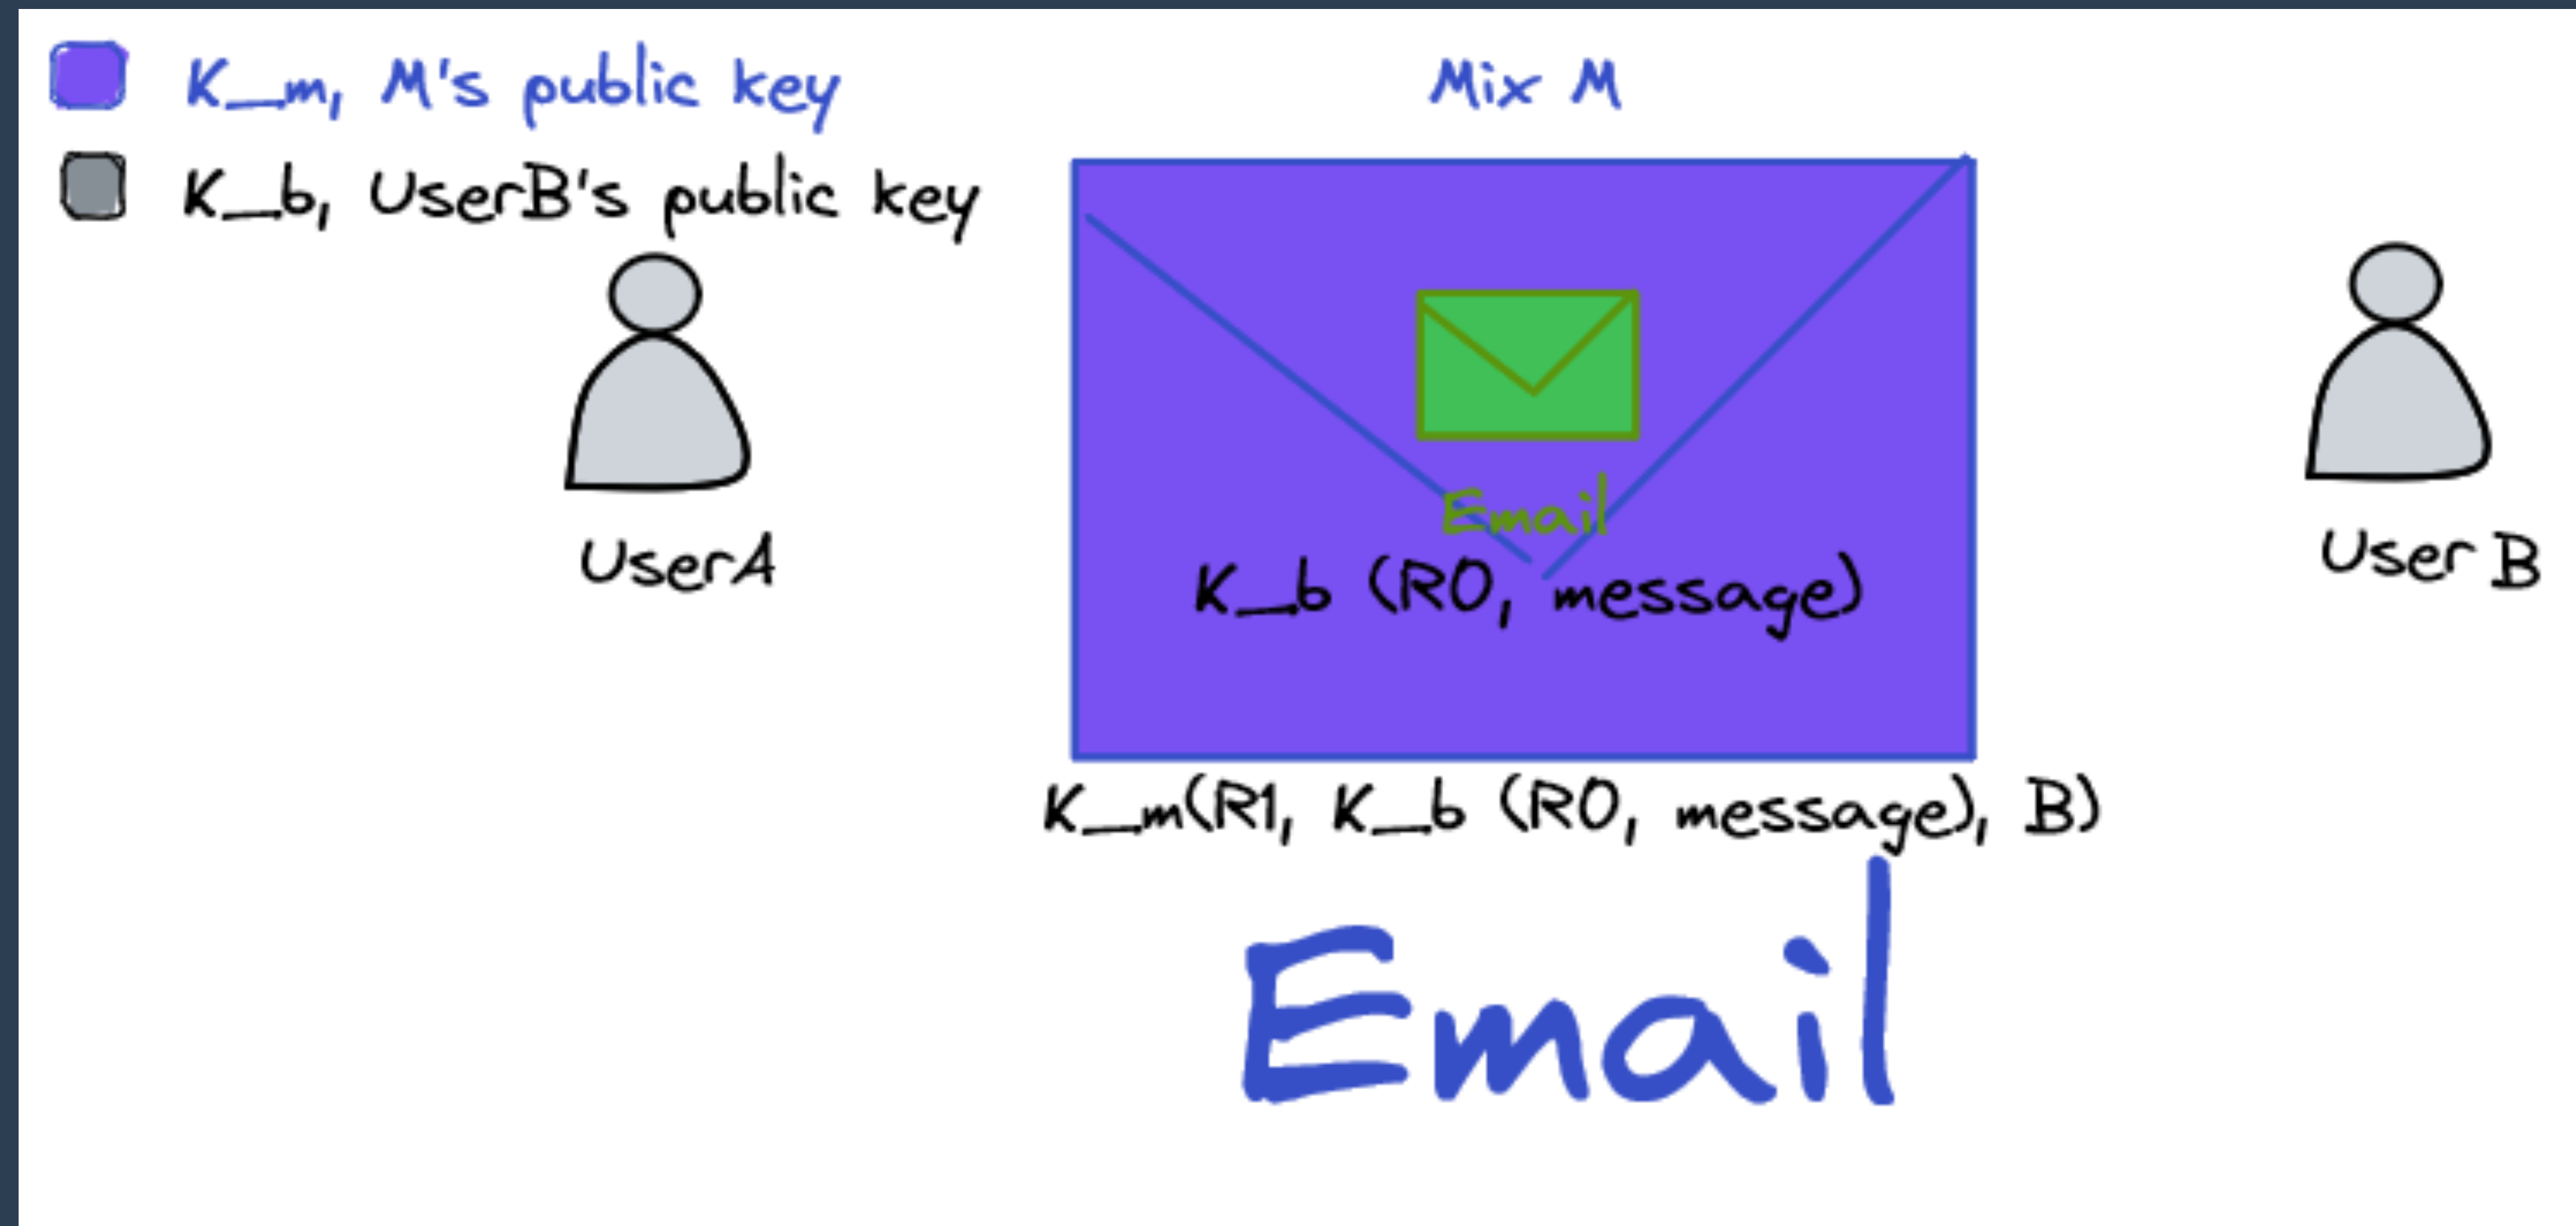 K_m, M's public key
Mix M
K_b, UserB's public key
Email
K_b (R0, message)
UserA
User B
K_m(R1, K_b (R0, message), B)
Email